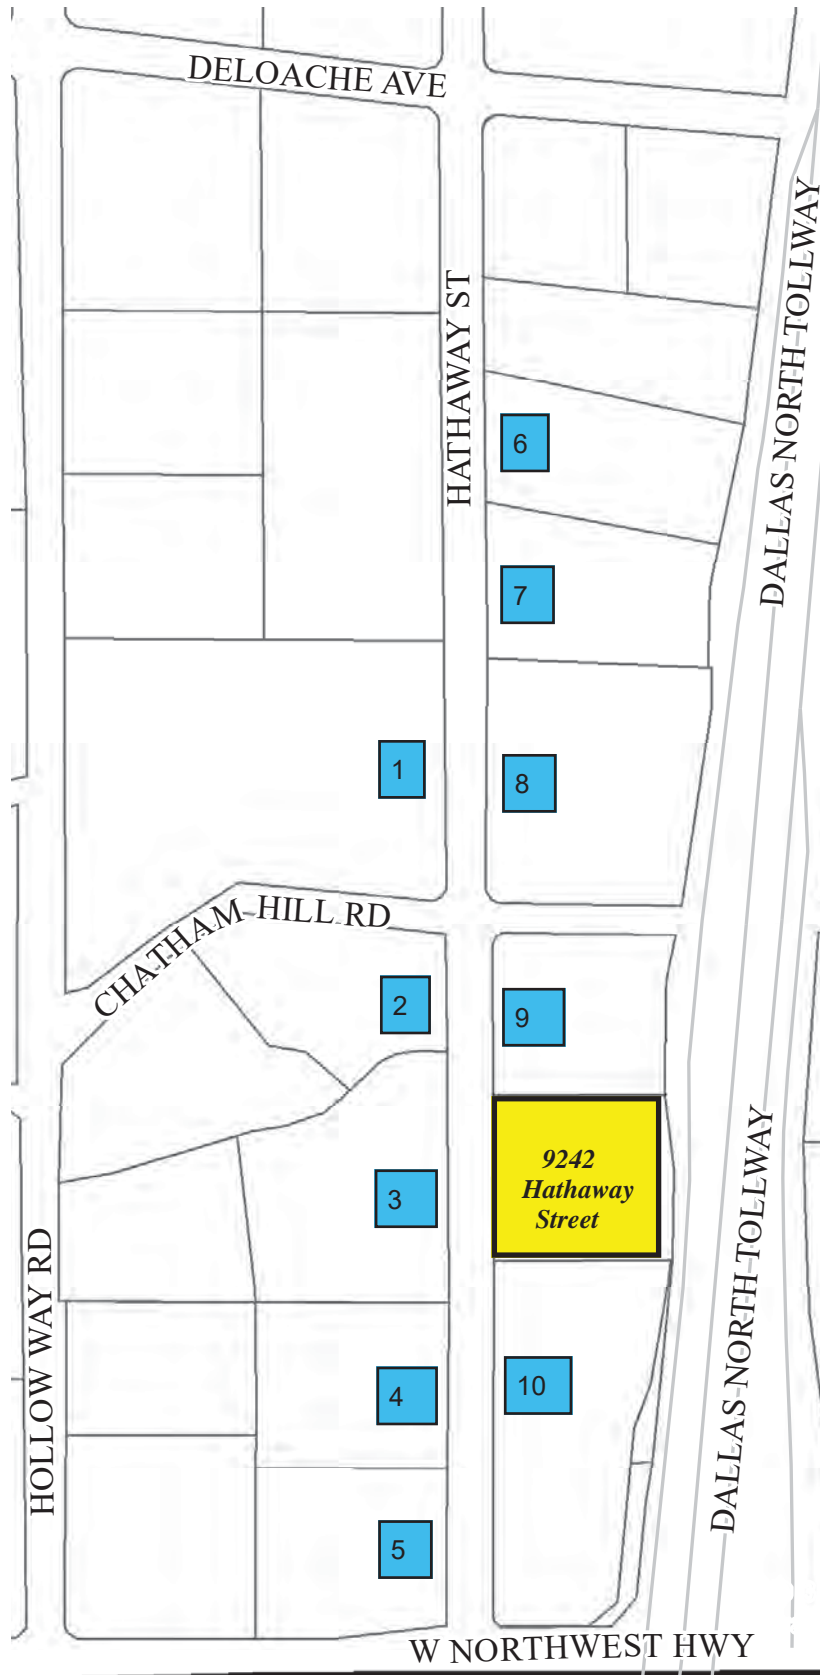 DELOACHE AVE
HATHAWAY ST
DALLAS NORTH TOLLWAY
6
7
1
8
CHATHAM HILL RD
2
9
9242
Hathaway
Street
3
HOLLOW WAY RD
DALLAS NORTH TOLLWAY
4
10
5
W NORTHWEST HWY